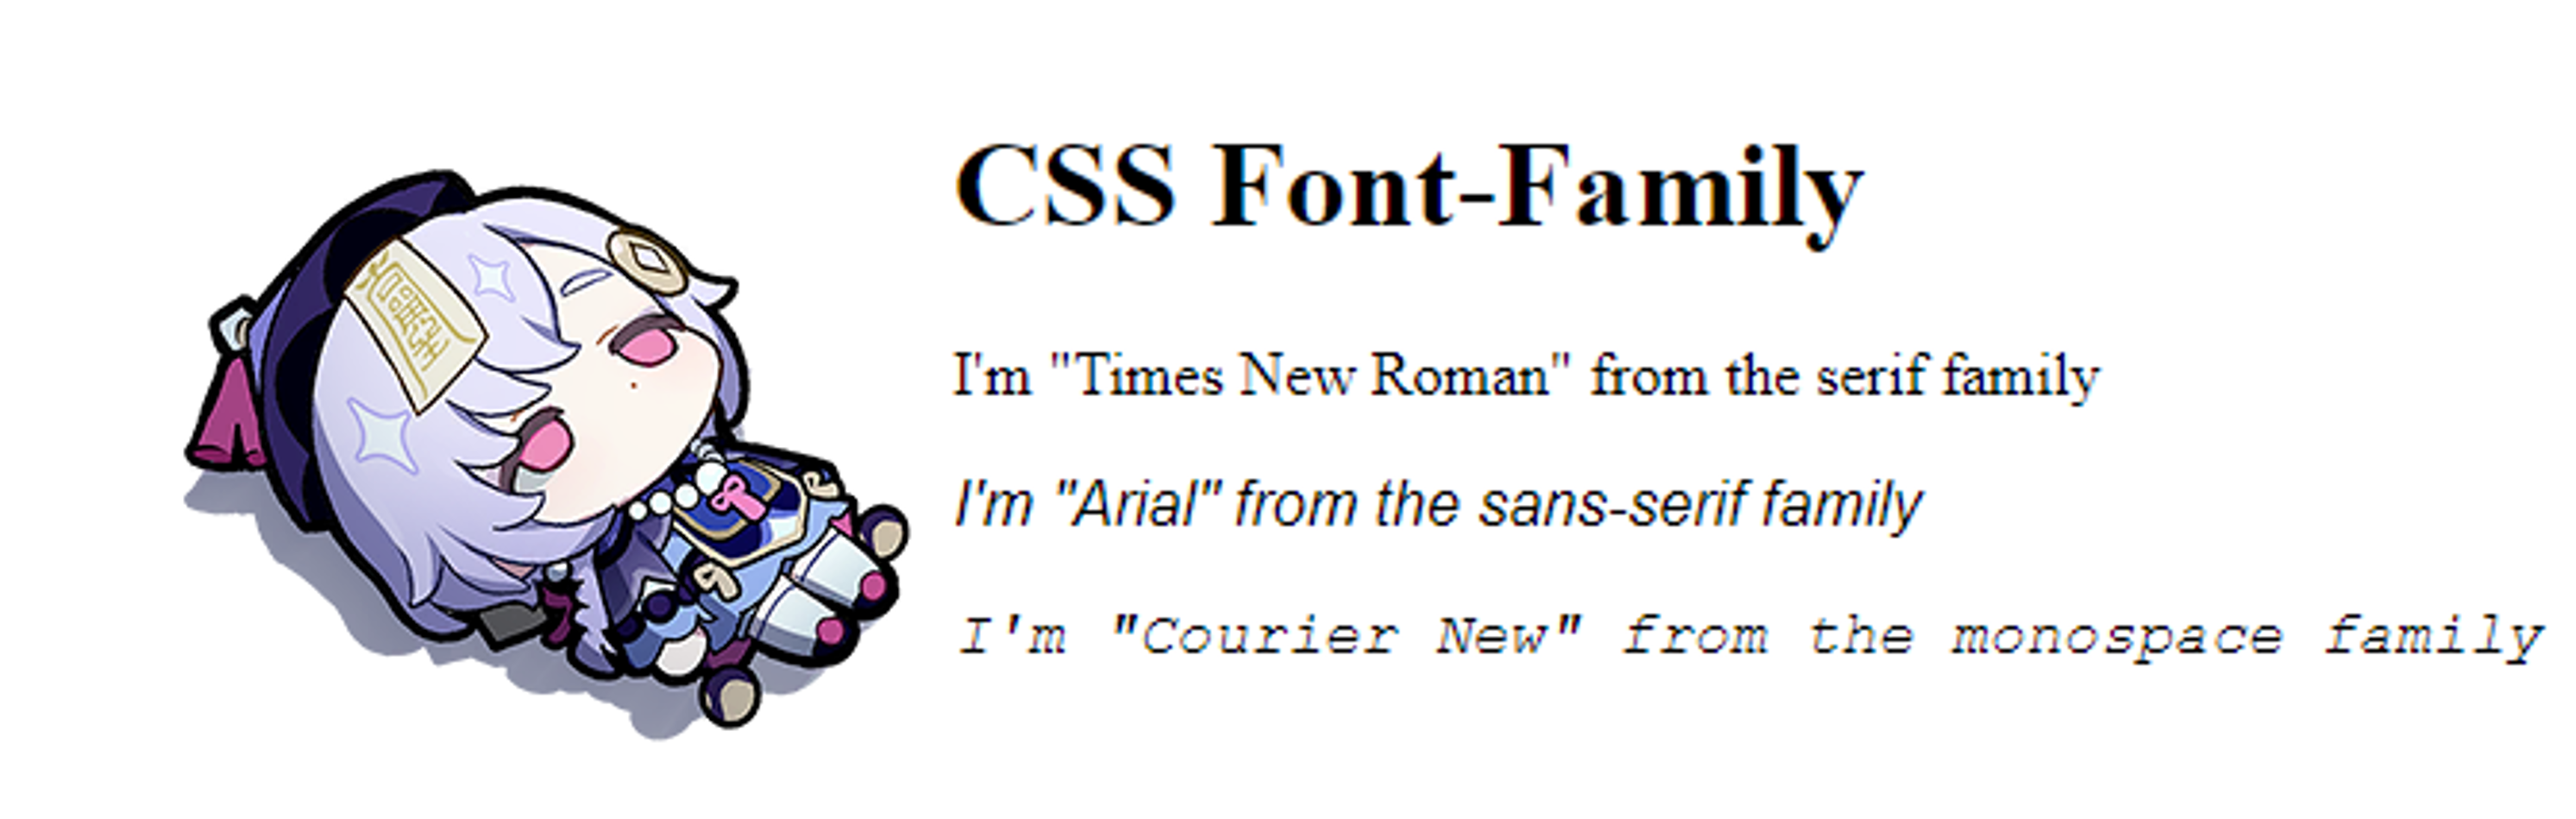 CSS Font-Family
I'm "Times New Roman" from the serif family
I'm "Arial" from the sans-serif family
I'm "Courier New" from the monospace family